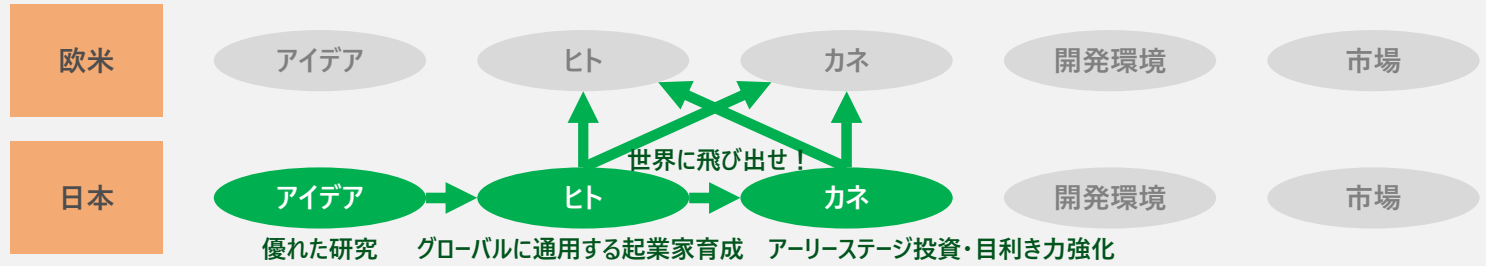 欧米
アイデア
ヒト
カネ
開発環境
市場
世界に飛び出せ！
日本
アイデア
ヒト
カネ
開発環境
市場
優れた研究
グローバルに通用する起業家育成
アーリーステージ投資・目利き力強化